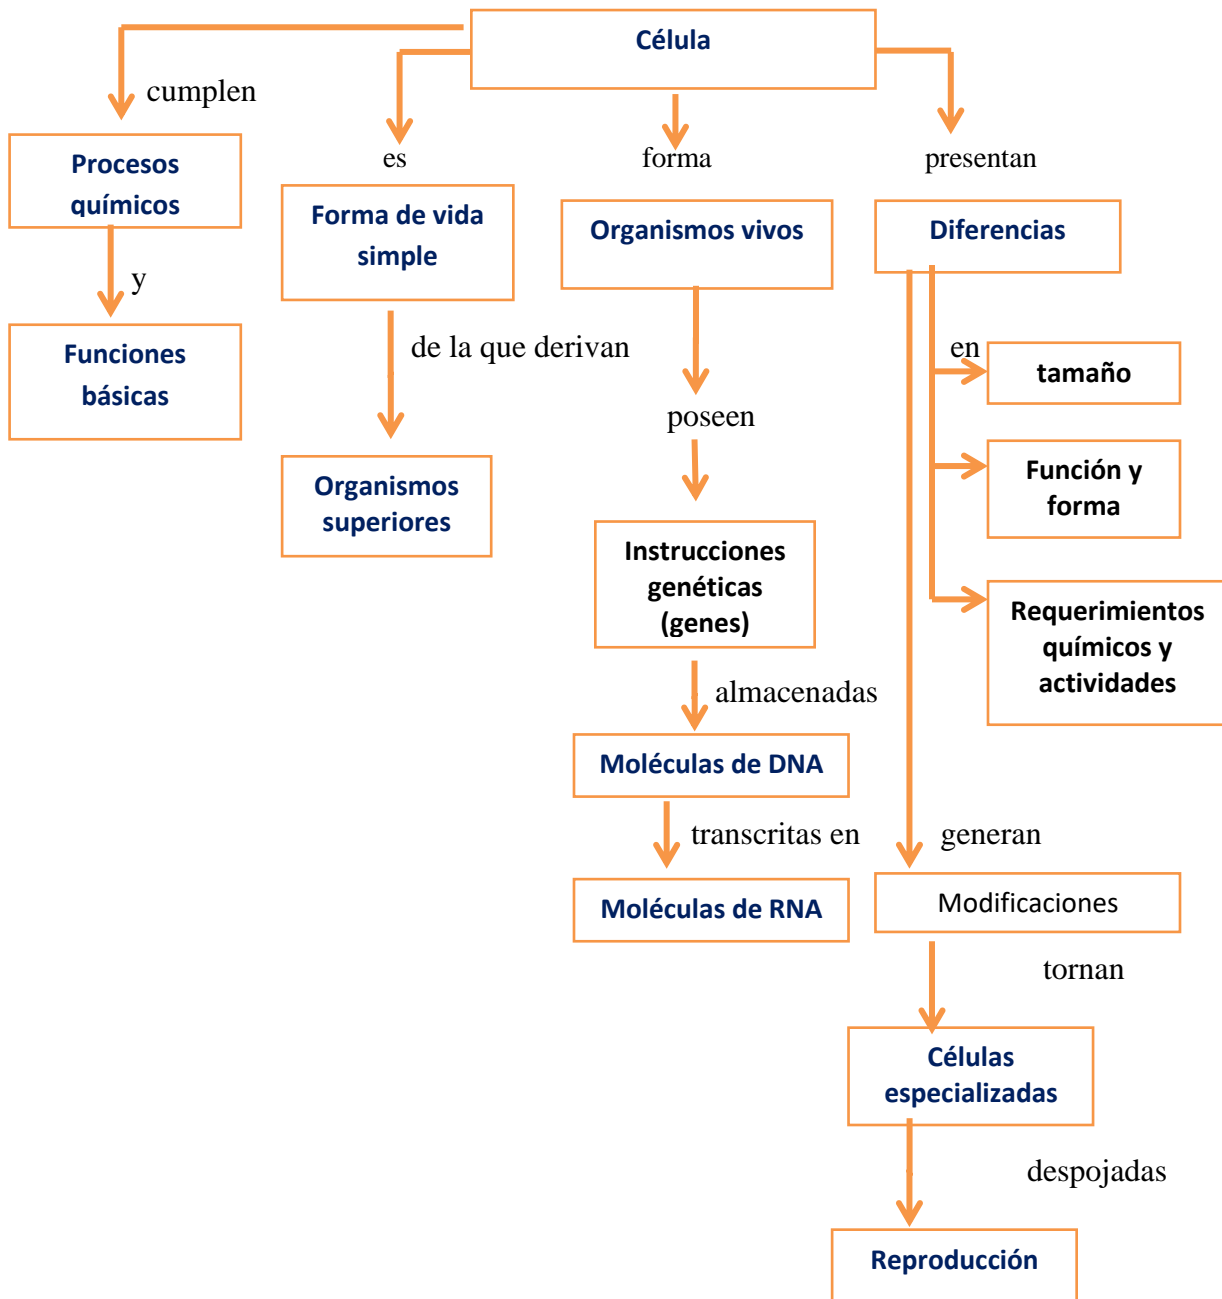 Célula
cumplen
es
forma
presentan
Procesos
químicos
Forma de vida
simple
Organismos vivos
Diferencias
y
Funciones
básicas
de la que derivan
en
tamaño
poseen
Organismos
superiores
Función y
forma
Instrucciones
genéticas
(genes)
Requerimientos
químicos y
actividades
almacenadas
Moléculas de DNA
transcritas en
generan
Moléculas de RNA
Modificaciones
tornan
Células
especializadas
despojadas
Reproducción